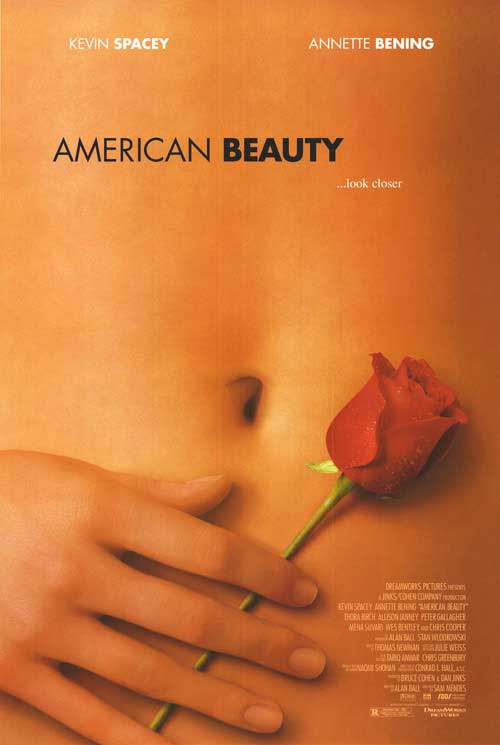 KEVIN SPACEY
ANNETTE BENING
AMERICAN BEAUTY
...look closer
DREAMWORKS PICTURES PRESENTS
A JINKS/COHEN COMPANY PRODUCTION
KEVIN SPACEY ANNETTE BENING "AMERICAN BEAUTY"
THORA BIRCH ALLISON JANNEY PETER GALLAGHER
MENA SUVARI WES BENTLEY AND CHRIS COOPER
ALAN BALL STAN WLODKOWSKI
THOMAS NEWMAN JULIE WEISS
TARIQ ANWAR CHRIS GREENBURY
NAOMI SHOHAN CONRAD L. HALL, A.S.C.
BRUCE COHEN & DAN JINKS
ALAN BALL SAM MENDES
R
DREAMWORKS
PICTURES